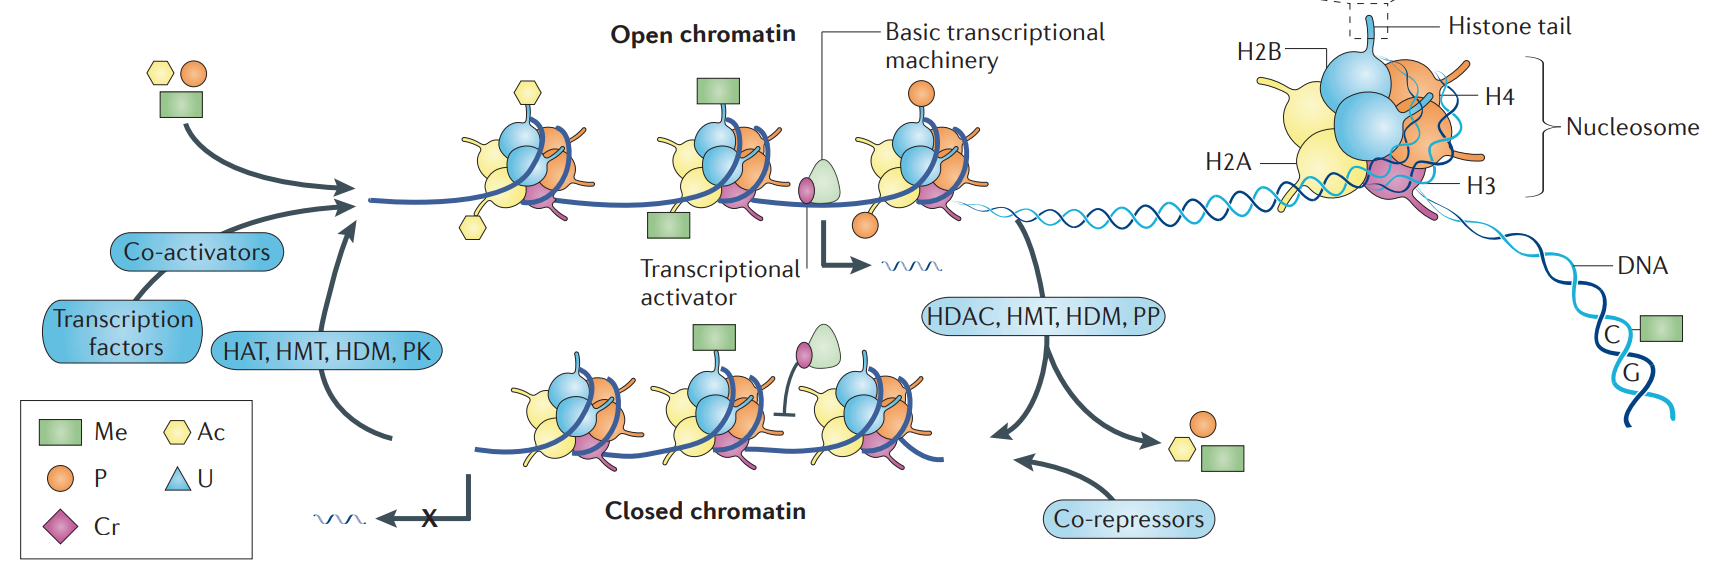 Open chromatin
Basic transcriptional
machinery
Histone tail
H2B
H4
Nucleosome
H2A
H3
Co-activators
Transcription
factors
HAT, HMT, HDM, PK
Transcriptional
activator
HDAC, HMT, HDM, PP
DNA
C
G
Me
Ac
P
U
Cr
X
Closed chromatin
Co-repressors